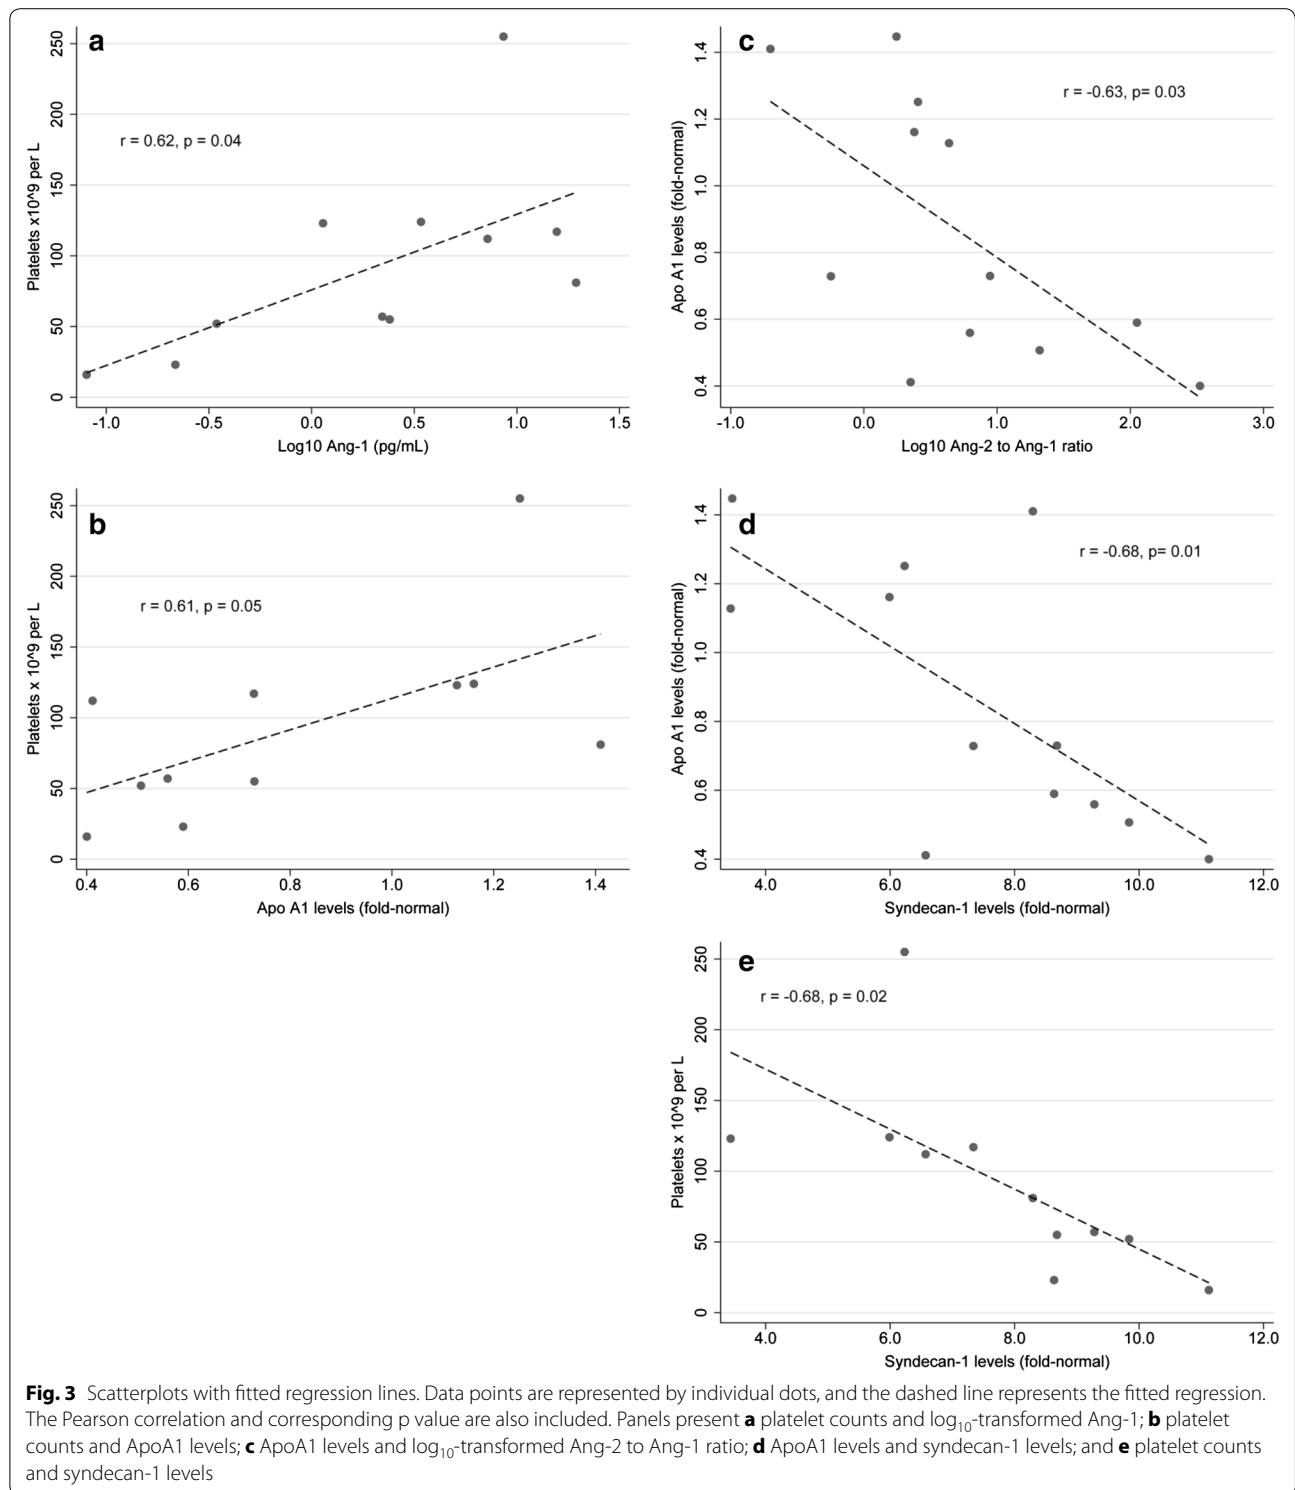 a
250
200
150
100
50
0
Platelets x10^9 per L
r = 0.62, p = 0.04
-1.0 -0.5 0.0 0.5 1.0 1.5
Log10 Ang-1 (pg/mL)
c
1.4
1.2
1.0
0.8
0.6
0.4
Apo A1 levels (fold-normal)
r = -0.63, p= 0.03
-1.0 0.0 1.0 2.0 3.0
Log10 Ang-2 to Ang-1 ratio
b
250
200
150
100
50
0
Platelets x 10^9 per L
r = 0.61, p = 0.05
0.4 0.6 0.8 1.0 1.2 1.4
Apo A1 levels (fold-normal)
d
1.4
1.2
1.0
0.8
0.6
0.4
Apo A1 levels (fold-normal)
r = -0.68, p= 0.01
4.0 6.0 8.0 10.0 12.0
Syndecan-1 levels (fold-normal)
e
250
200
150
100
50
0
Platelets x 10^9 per L
r = -0.68, p = 0.02
4.0 6.0 8.0 10.0 12.0
Syndecan-1 levels (fold-normal)
Fig. 3 Scatterplots with fitted regression lines. Data points are represented by individual dots, and the dashed line represents the fitted regression.
The Pearson correlation and corresponding p value are also included. Panels present a platelet counts and log10-transformed Ang-1; b platelet
counts and ApoA1 levels; c ApoA1 levels and log10-transformed Ang-2 to Ang-1 ratio; d ApoA1 levels and syndecan-1 levels; and e platelet counts
and syndecan-1 levels